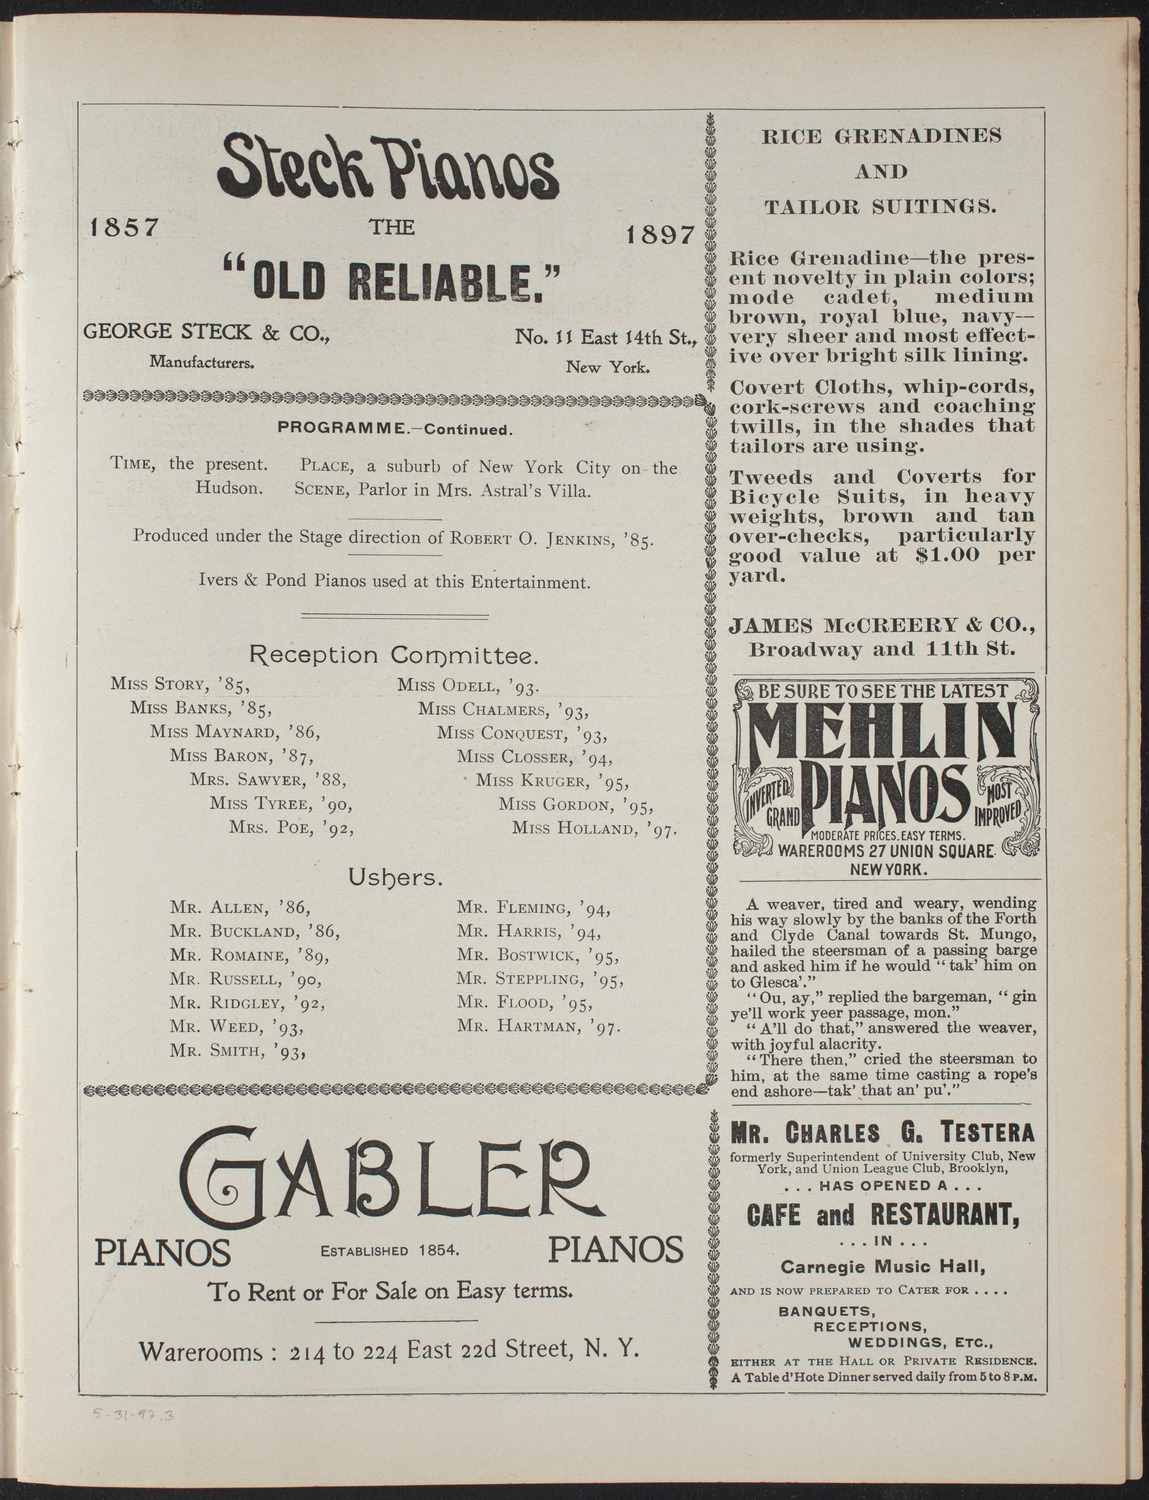 Steck Pianos
1857 THE 1897
"OLD RELIABLE."
GEORGE STECK & CO., No. 11 East 14th St.,
Manufacturers. New York.
PROGRAMME.—Continued.
TIME, the present. PLACE, a suburb of New York City on the
Hudson. SCENE, Parlor in Mrs. Astral's Villa.
Produced under the Stage direction of ROBERT O. JENKINS, '85.
Ivers & Pond Pianos used at this Entertainment.
Reception Committee.
MISS STORY, '85,
MISS BANKS, '85,
MISS MAYNARD, '86,
MISS BARON, '87,
MRS. SAWYER, '88,
MISS TYREE, '90,
MRS. POE, '92,
MISS ODELL, '93.
MISS CHALMERS, '93,
MISS CONQUEST, '93,
MISS CLOSSER, '94,
MISS KRUGER, '95,
MISS GORDON, '95,
MISS HOLLAND, '97.
Ushers.
MR. ALLEN, '86,
MR. BUCKLAND, '86,
MR. ROMAINE, '89,
MR. RUSSELL, '90,
MR. RIDGLEY, '92,
MR. WEED, '93,
MR. SMITH, '93,
MR. FLEMING, '94,
MR. HARRIS, '94,
MR. BOSTWICK, '95,
MR. STEPPLING, '95,
MR. FLOOD, '95,
MR. HARTMAN, '97.
GABLER
PIANOS ESTABLISHED 1854. PIANOS
To Rent or For Sale on Easy terms.
Warerooms : 214 to 224 East 22d Street, N. Y.
RICE GRENADINES
AND
TAILOR SUITINGS.
Rice Grenadine—the pres-
ent novelty in plain colors;
mode cadet, medium
brown, royal blue, navy—
very sheer and most effect-
ive over bright silk lining.
Covert Cloths, whip-cords,
cork-screws and coaching
twills, in the shades that
tailors are using.
Tweeds and Coverts for
Bicycle Suits, in heavy
weights, brown and tan
over-checks, particularly
good value at $1.00 per
yard.
JAMES McCREERY & CO.,
Broadway and 11th St.
BE SURE TO SEE THE LATEST
MEHLIN
PIANOS
INVERTED
GRAND
MOST
IMPROVED
MODERATE PRICES. EASY TERMS.
WAREROOMS 27 UNION SQUARE
NEW YORK.
A weaver, tired and weary, wending
his way slowly by the banks of the Forth
and Clyde Canal towards St. Mungo,
hailed the steersman of a passing barge
and asked him if he would "tak' him on
to Glesca'."
"Ou, ay," replied the bargeman, "gin
ye'll work yeer passage, mon."
"A'll do that," answered the weaver,
with joyful alacrity.
"There then," cried the steersman to
him, at the same time casting a rope's
end ashore—tak' that an' pu'."
MR. CHARLES G. TESTERA
formerly Superintendent of University Club, New
York, and Union League Club, Brooklyn,
. . . HAS OPENED A . . .
CAFE and RESTAURANT,
. . . IN . . .
Carnegie Music Hall,
AND IS NOW PREPARED TO CATER FOR . . . .
BANQUETS,
RECEPTIONS,
WEDDINGS, ETC.,
EITHER AT THE HALL OR PRIVATE RESIDENCE.
A Table d'Hote Dinner served daily from 5 to 8 P.M.
5-31-97.3